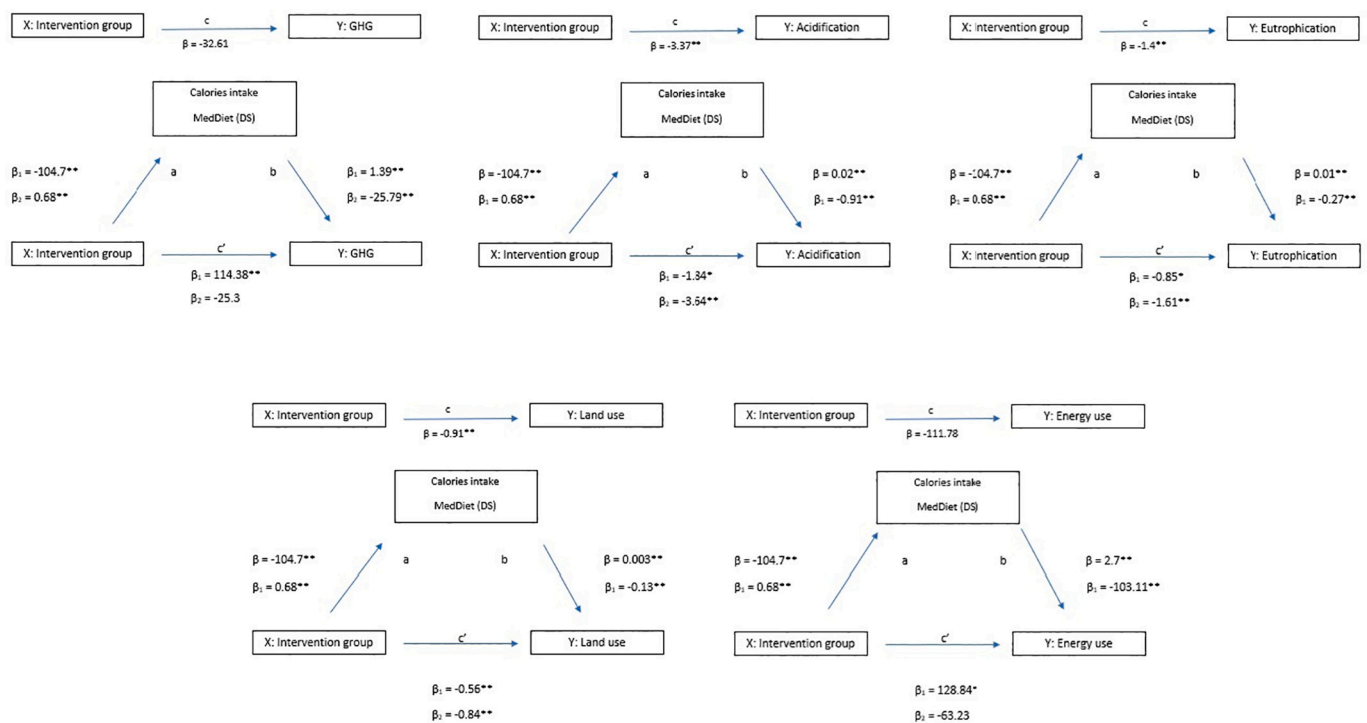 c
X: Intervention group Y: GHG
β = -32.61
Calories intake
MedDiet (DS)
β₁ = -104.7** a b β₁ = 1.39**
β₂ = 0.68** β₂ = -25.79**
X: Intervention group c' Y: GHG
β₁ = 114.38**
β₂ = -25.3
c
X: Intervention group Y: Acidification
β = -3.37**
Calories intake
MedDiet (DS)
β = -104.7** a b β = 0.02**
β₁ = 0.68** β₁ = -0.91**
X: Intervention group c' Y: Acidification
β₁ = -1.84*
β₂ = -3.64**
c
X: Intervention group Y: Eutrophication
β = -1.4**
Calories intake
MedDiet (DS)
β = -104.7** a b β = 0.01**
β₁ = 0.68** β₁ = -0.27**
X: Intervention group c' Y: Eutrophication
β₁ = -0.85*
β₂ = -1.61**
c
X: Intervention group Y: Land use
β = -0.91**
Calories intake
MedDiet (DS)
β = -104.7** a b β = 0.003**
β₁ = 0.68** β₁ = -0.13**
X: Intervention group c' Y: Land use
β₁ = -0.56**
β₂ = -0.84**
c
X: Intervention group Y: Energy use
β = -111.78
Calories intake
MedDiet (DS)
β = -104.7** a b β = 2.7**
β₁ = 0.68** β₁ = -103.11**
X: Intervention group c' Y: Energy use
β₁ = 128.84*
β₂ = -63.23